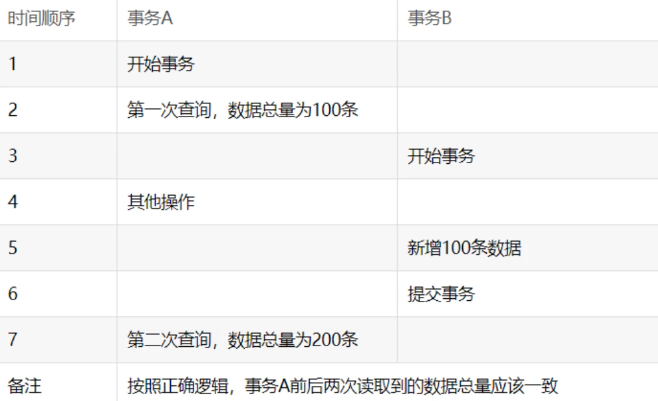 时间顺序 事务A 事务B
1 开始事务
2 第一次查询，数据总量为100条
3 开始事务
4 其他操作
5 新增100条数据
6 提交事务
7 第二次查询，数据总量为200条
备注 按照正确逻辑，事务A前后两次读取到的数据总量应该一致